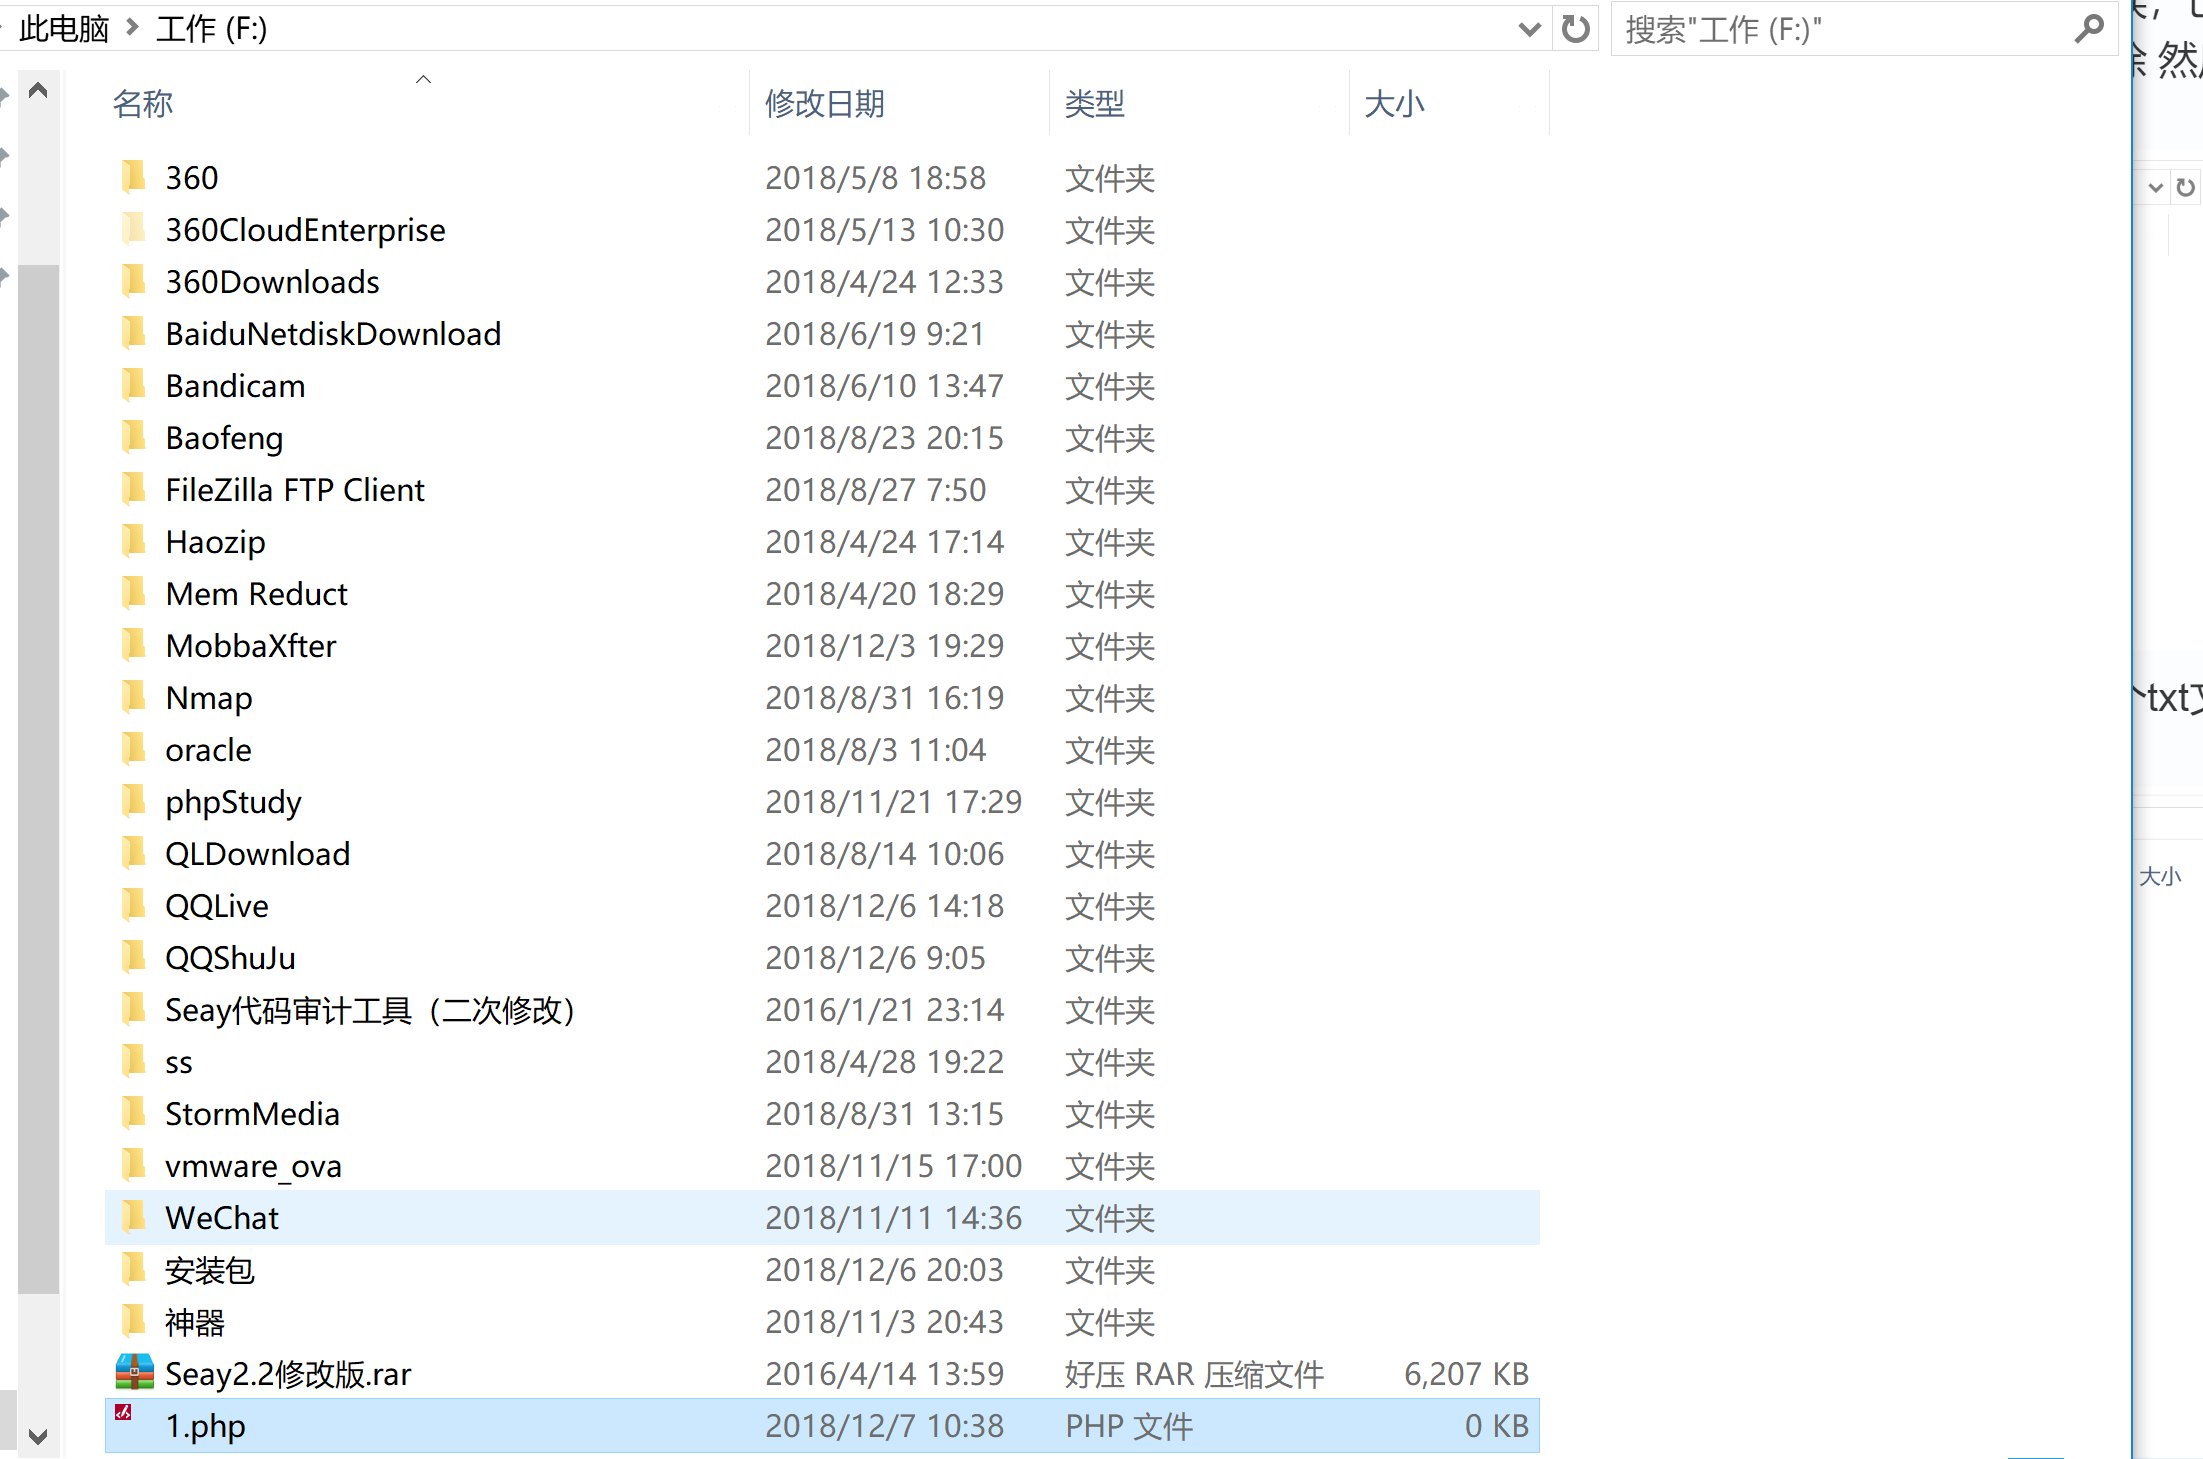 此电脑 > 工作 (F:)
搜索"工作 (F:)"
名称 修改日期 类型 大小
360 2018/5/8 18:58 文件夹
360CloudEnterprise 2018/5/13 10:30 文件夹
360Downloads 2018/4/24 12:33 文件夹
BaiduNetdiskDownload 2018/6/19 9:21 文件夹
Bandicam 2018/6/10 13:47 文件夹
Baofeng 2018/8/23 20:15 文件夹
FileZilla FTP Client 2018/8/27 7:50 文件夹
Haozip 2018/4/24 17:14 文件夹
Mem Reduct 2018/4/20 18:29 文件夹
MobbaXfter 2018/12/3 19:29 文件夹
Nmap 2018/8/31 16:19 文件夹
oracle 2018/8/3 11:04 文件夹
phpStudy 2018/11/21 17:29 文件夹
QLDownload 2018/8/14 10:06 文件夹
QQLive 2018/12/6 14:18 文件夹
QQShuJu 2018/12/6 9:05 文件夹
Seay代码审计工具（二次修改） 2016/1/21 23:14 文件夹
ss 2018/4/28 19:22 文件夹
StormMedia 2018/8/31 13:15 文件夹
vmware_ova 2018/11/15 17:00 文件夹
WeChat 2018/11/11 14:36 文件夹
安装包 2018/12/6 20:03 文件夹
神器 2018/11/3 20:43 文件夹
Seay2.2修改版.rar 2016/4/14 13:59 好压 RAR 压缩文件 6,207 KB
1.php 2018/12/7 10:38 PHP 文件 0 KB
然
txt
大小